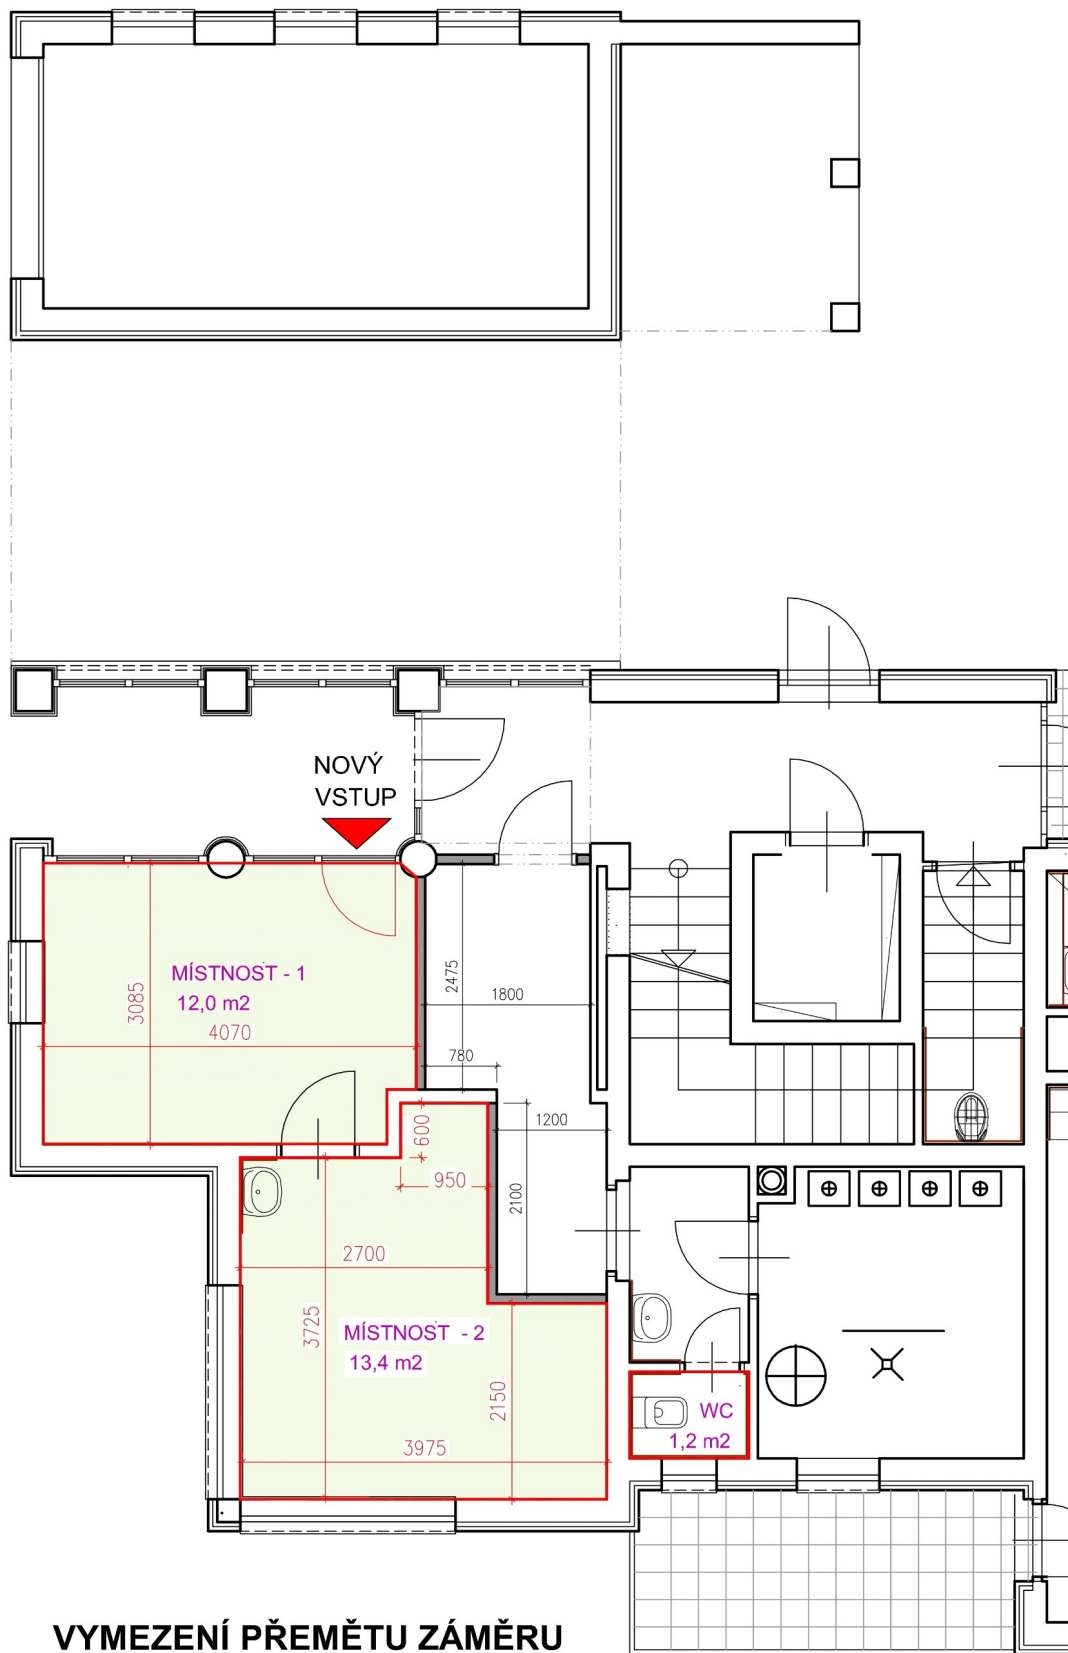 NOVÝ
VSTUP
MÍSTNOST - 1
12,0 m2
3085
4070
2475
1800
780
1200
600
950
2100
2700
3725
MÍSTNOST - 2
13,4 m2
2150
3975
WC
1,2 m2
VYMEZENÍ PŘEMĚTU ZÁMĚRU